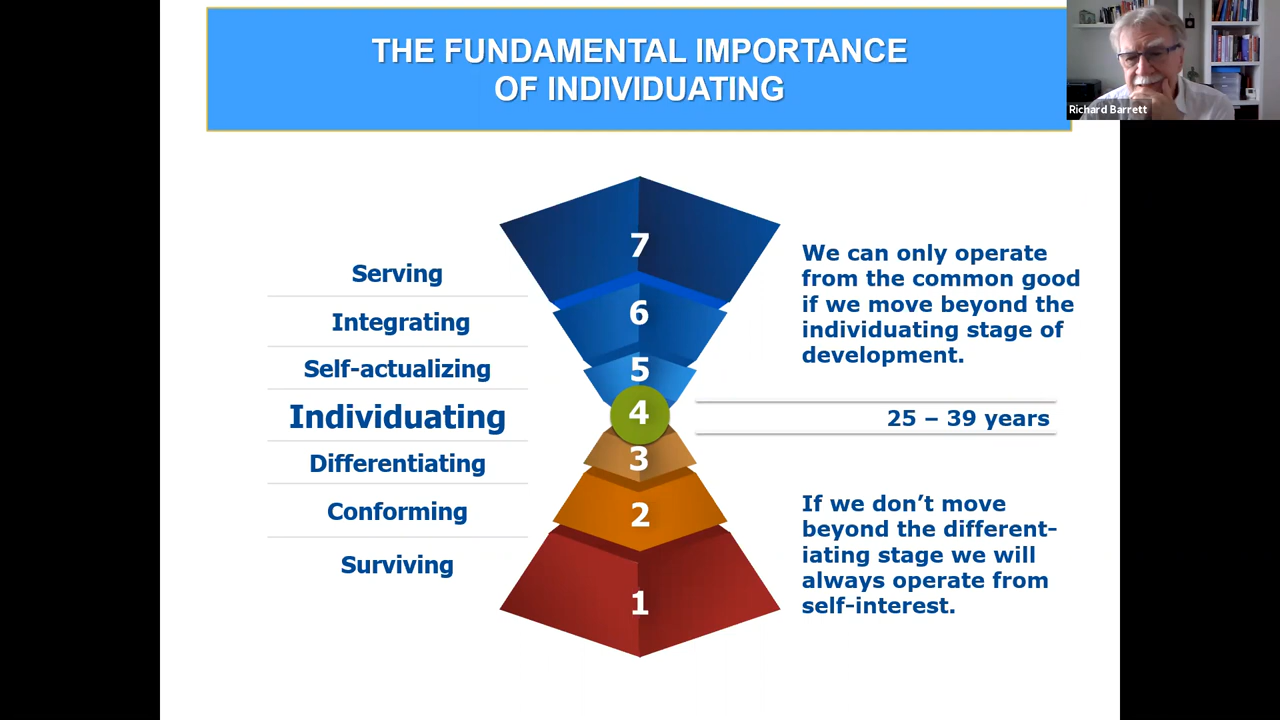 THE FUNDAMENTAL IMPORTANCE
OF INDIVIDUATING
Richard Barrett
Serving
Integrating
Self-actualizing
Individuating
Differentiating
Conforming
Surviving
7
6
5
4
3
2
1
We can only operate
from the common good
if we move beyond the
individuating stage of
development.
25 – 39 years
If we don’t move
beyond the different-
iating stage we will
always operate from
self-interest.